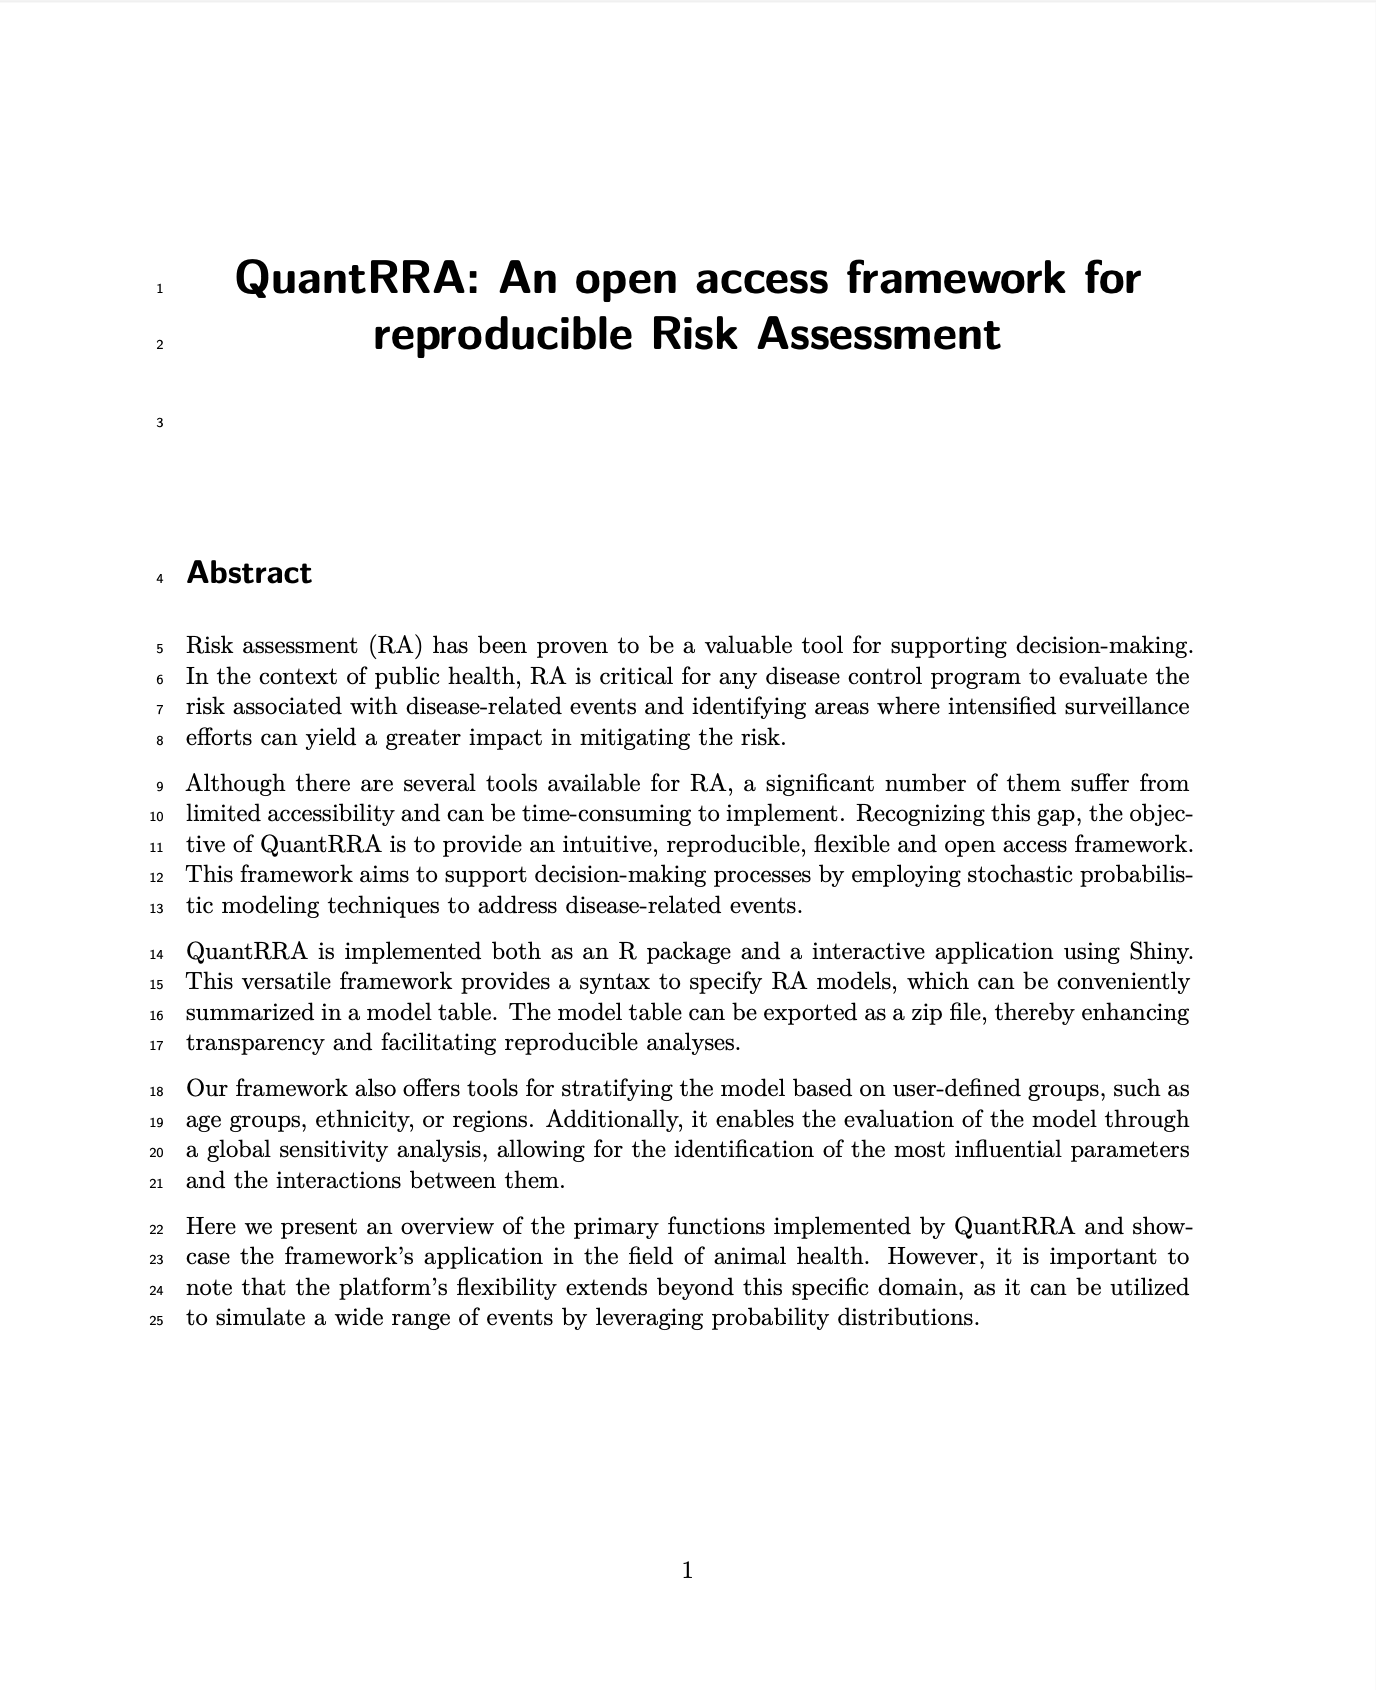 1 QuantRRA: An open access framework for
2 reproducible Risk Assessment
3
4 Abstract
5 Risk assessment (RA) has been proven to be a valuable tool for supporting decision-making.
6 In the context of public health, RA is critical for any disease control program to evaluate the
7 risk associated with disease-related events and identifying areas where intensified surveillance
8 efforts can yield a greater impact in mitigating the risk.
9 Although there are several tools available for RA, a significant number of them suffer from
10 limited accessibility and can be time-consuming to implement. Recognizing this gap, the objec-
11 tive of QuantRRA is to provide an intuitive, reproducible, flexible and open access framework.
12 This framework aims to support decision-making processes by employing stochastic probabilis-
13 tic modeling techniques to address disease-related events.
14 QuantRRA is implemented both as an R package and a interactive application using Shiny.
15 This versatile framework provides a syntax to specify RA models, which can be conveniently
16 summarized in a model table. The model table can be exported as a zip file, thereby enhancing
17 transparency and facilitating reproducible analyses.
18 Our framework also offers tools for stratifying the model based on user-defined groups, such as
19 age groups, ethnicity, or regions. Additionally, it enables the evaluation of the model through
20 a global sensitivity analysis, allowing for the identification of the most influential parameters
21 and the interactions between them.
22 Here we present an overview of the primary functions implemented by QuantRRA and show-
23 case the framework's application in the field of animal health. However, it is important to
24 note that the platform's flexibility extends beyond this specific domain, as it can be utilized
25 to simulate a wide range of events by leveraging probability distributions.
1